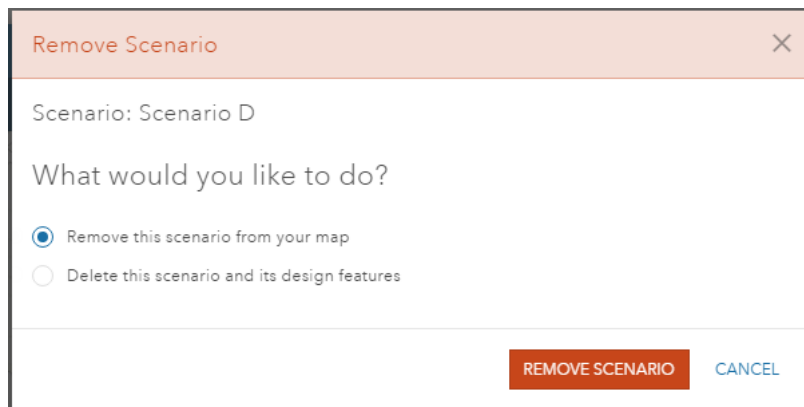 Remove Scenario
Scenario: Scenario D
What would you like to do?
Remove this scenario from your map
Delete this scenario and its design features
REMOVE SCENARIO CANCEL